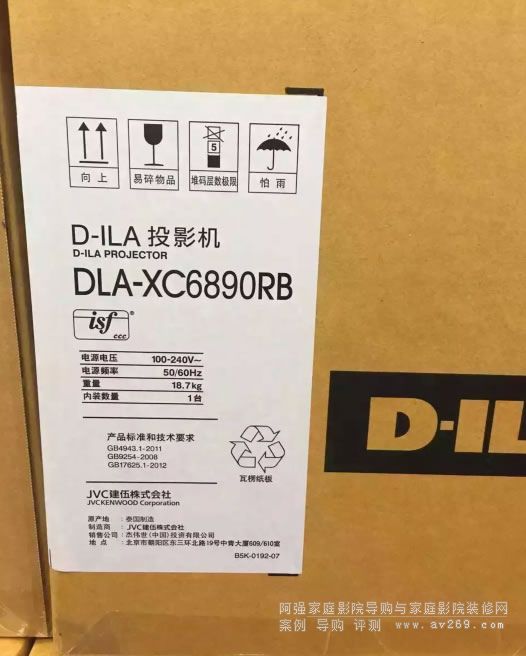 向上
易碎物品
5
堆码层数极限
怕雨
D-ILA 投影机
D-ILA PROJECTOR
DLA-XC6890RB
isf®
ccc
电源电压 100-240V~
电源频率 50/60Hz
重量 18.7kg
内装数量 1台
产品标准和技术要求
GB4943.1-2011
GB9254-2008
GB17625.1-2012
瓦楞纸板
JVC建伍株式会社
JVCKENWOOD Corporation
原产地 : 泰国制造
制造商 : JVC建伍株式会社
销售公司 : 杰伟世(中国)投资有限公司
地点 : 北京市朝阳区东三环北路19号中青大厦609/610室
B5K-0192-07
D-IL
阿强家庭影院导购与家庭影院装修网
案例 导购 评测 www.av269.com